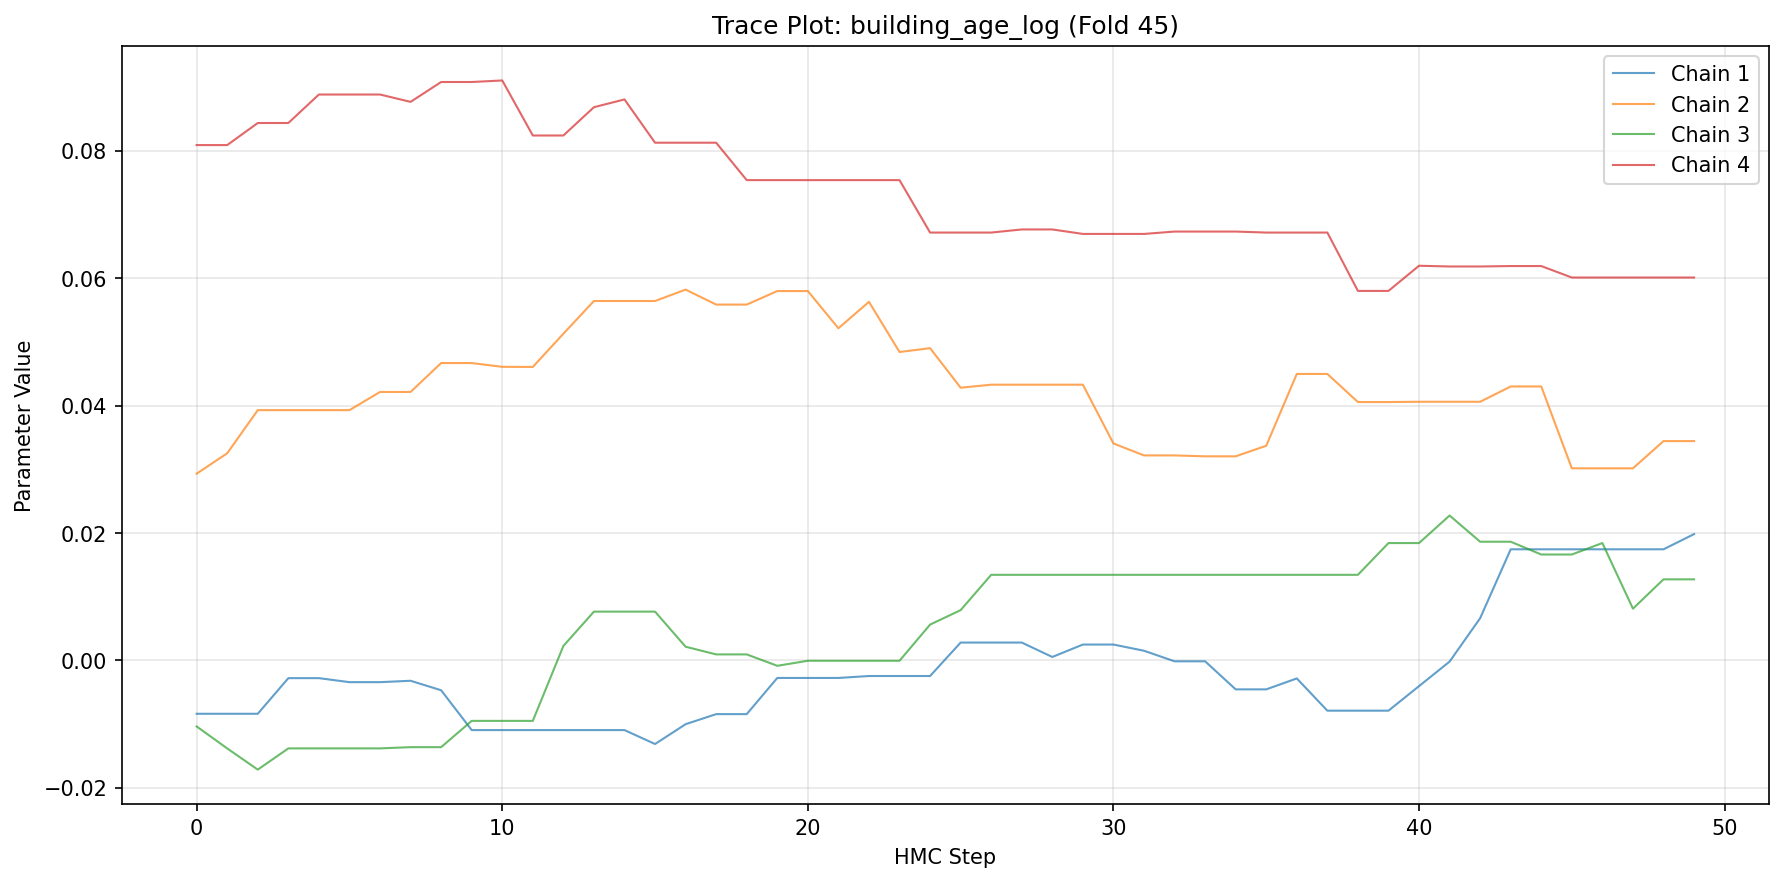 Trace Plot: building_age_log (Fold 45)
Chain 1
Chain 2
Chain 3
Chain 4
0.08
0.06
0.04
0.02
0.00
−0.02
Parameter Value
0 10 20 30 40 50
HMC Step